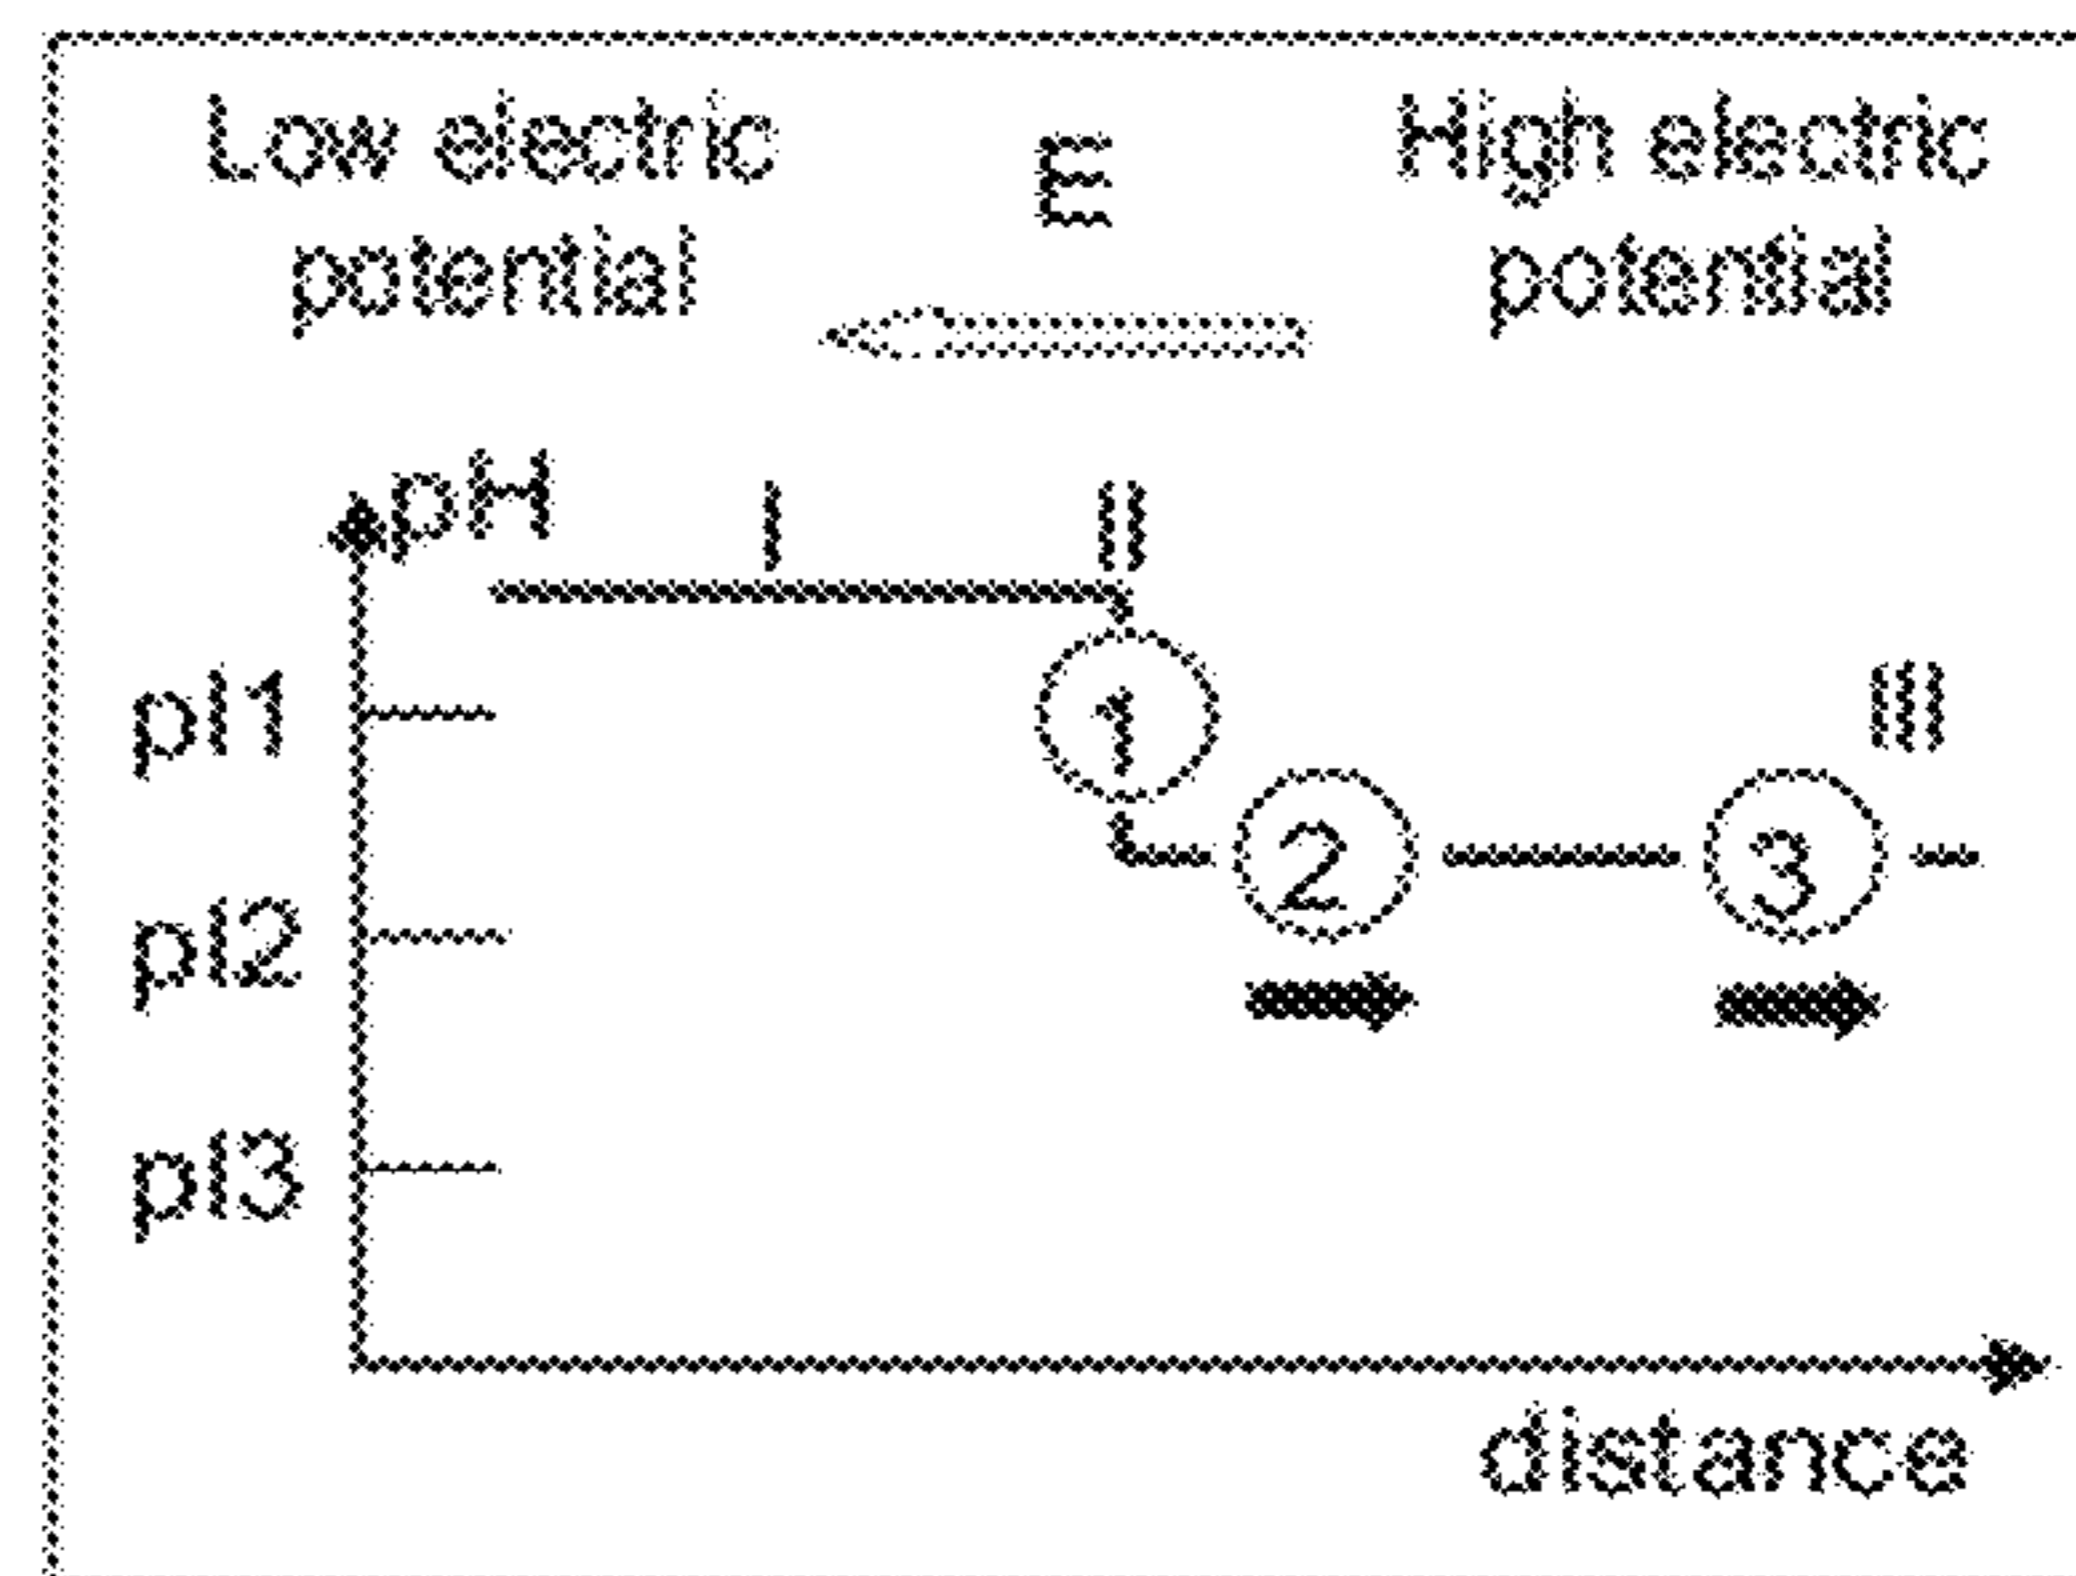 Low electric
potential
E
High electric
potential
pH
I
II
pI1
1
III
2
3
pI2
pI3
distance